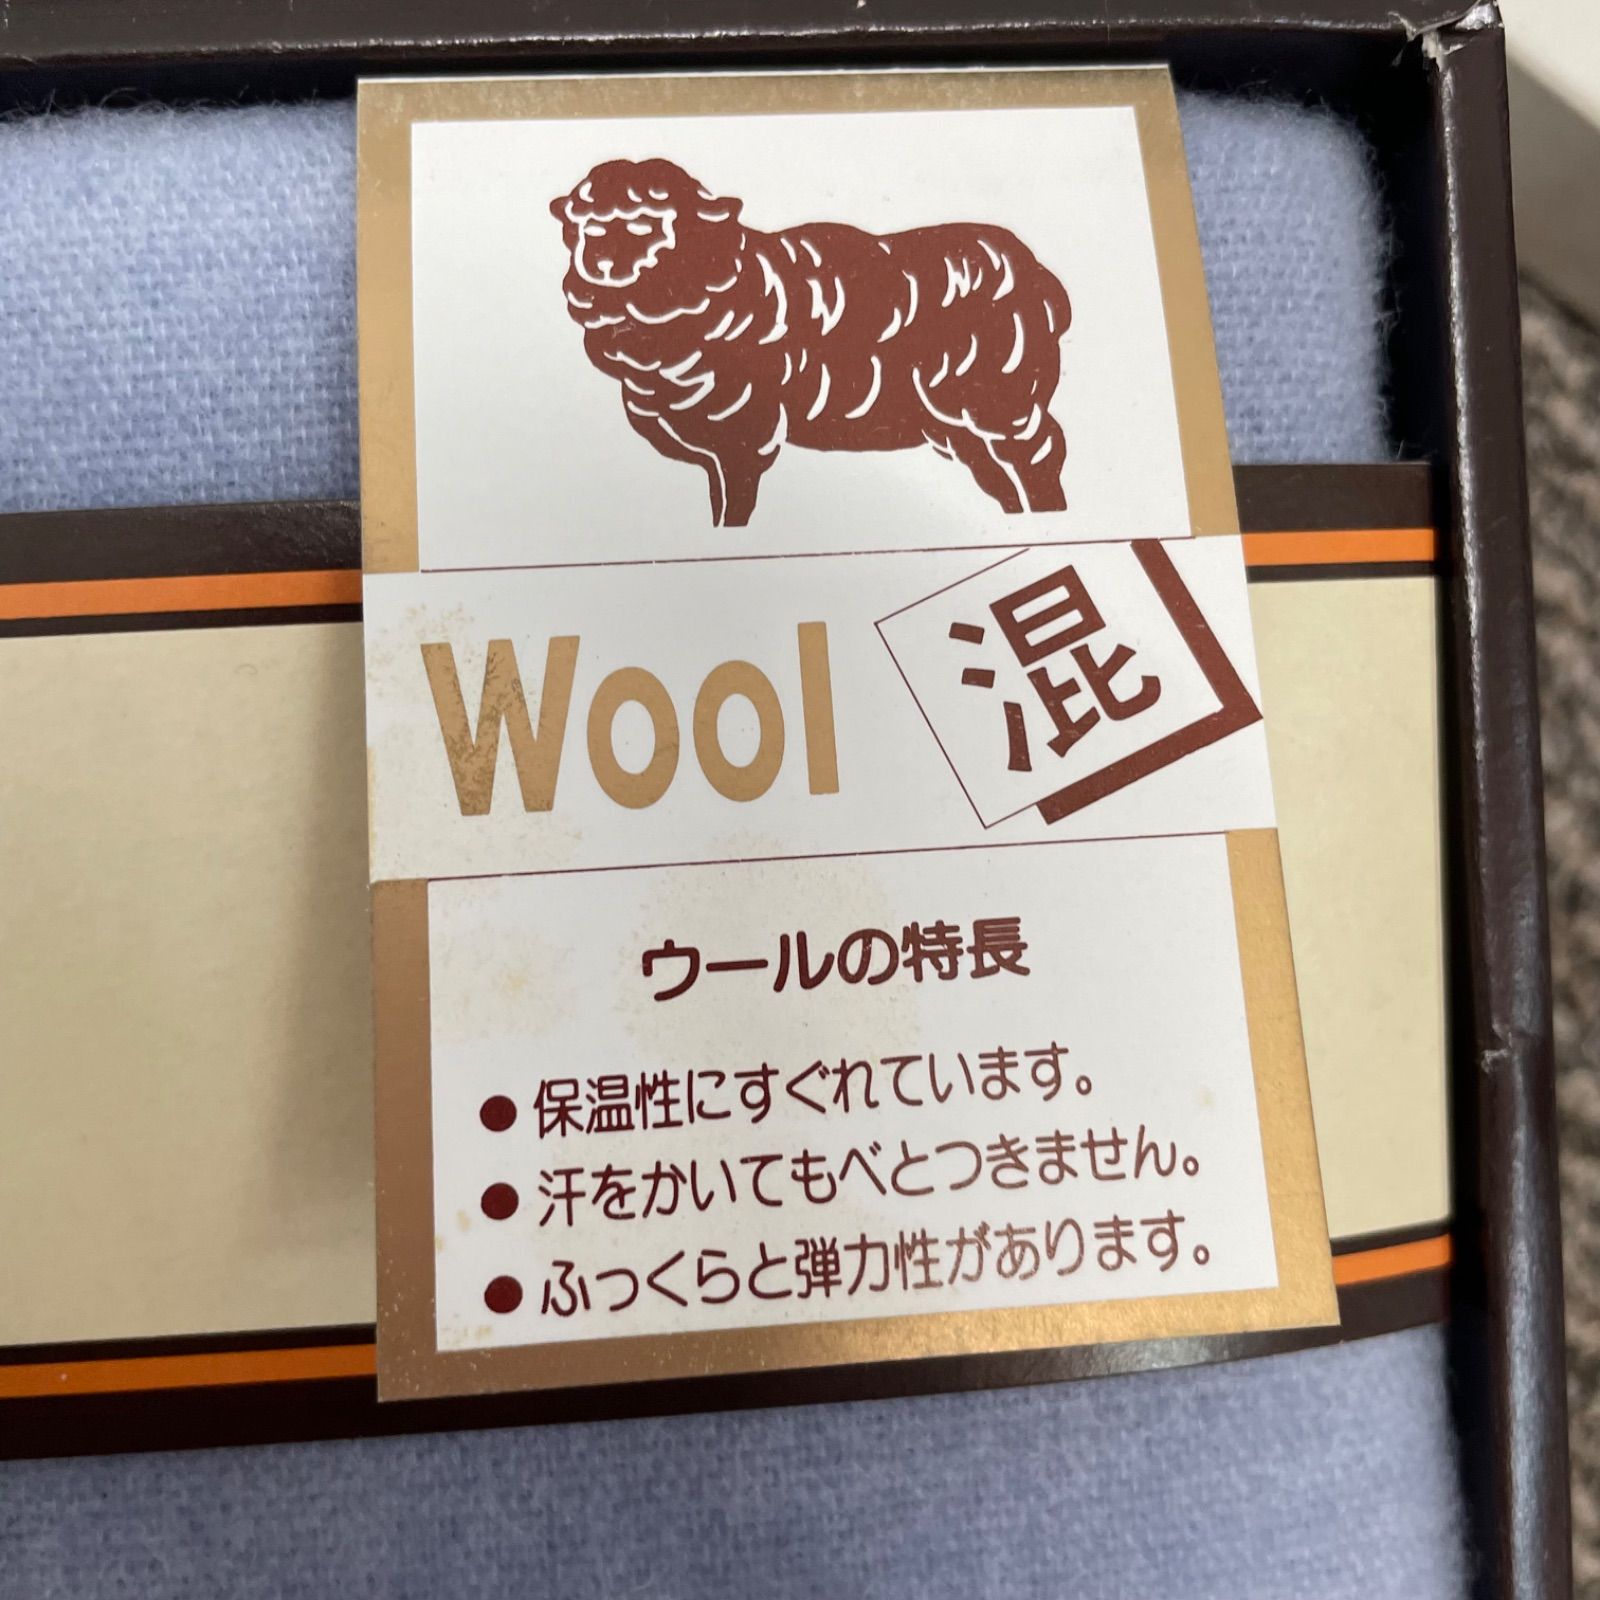 Wool 混
ウールの特長
●保温性にすぐれています。
●汗をかいてもべとつきません。
●ふっくらと弾力性があります。